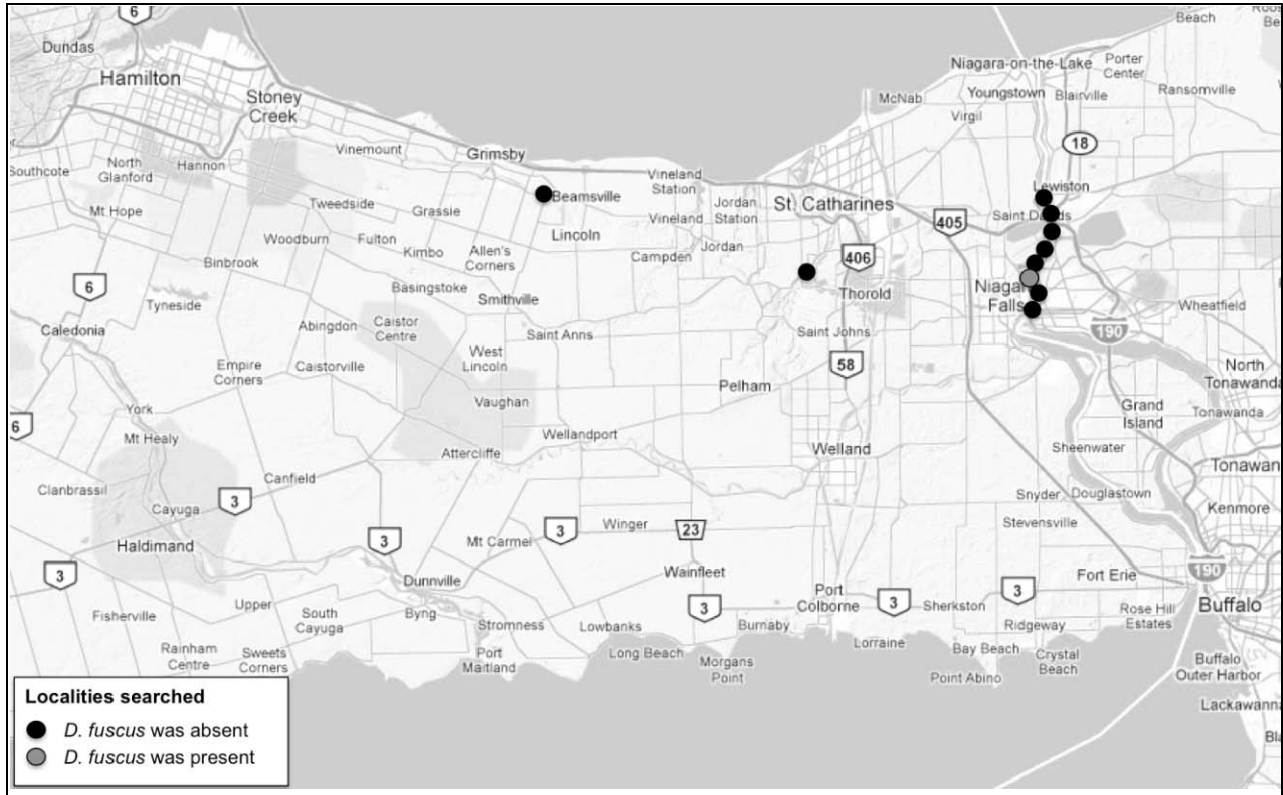 6
Dundas
Hamilton
Stoney
Creek
Southcote
North
Glanford
Hannon
Vinemount
Grimsby
Mt Hope
Tweedside
Grassie
Beamsville
Woodburn
Fulton
Kimbo
Allen's
Corners
Lincoln
Binbrook
Basingstoke
Smithville
6
Tyneside
Caledonia
Abingdon
Caistor
Centre
Saint Anns
Empire
Corners
Caistorville
West
Lincoln
Vaughan
York
6
Mt Healy
Wellandport
Attercliffe
Clanbrassil
Canfield
Cayuga
3
Haldimand
3
3
Mt Carmel
3
Winger
23
Dunnville
Wainfleet
Fisherville
Upper
South
Cayuga
Byng
Stromness
Lowbanks
3
Burnaby
Rainham
Centre
Sweets
Corners
Port
Maitland
Long Beach
Morgans
Point
Vineland
Station
Jordan
Station
Vineland
Jordan
Campden
St. Catharines
406
Thorold
Saint Johns
58
Pelham
Welland
McNab
Virgil
Niagara-on-the-Lake
Youngstown
Porter
Center
Blairville
Ransomville
Beach
18
Lewiston
405
Niagara
Falls
190
Wheatfield
North
Tonawanda
Tonawanda
Grand
Island
Sheenwater
Snyder
Douglastown
Stevensville
Kenmore
190
Fort Erie
Buffalo
Port
Colborne
3
Sherkston
3
Ridgeway
Rose Hill
Estates
Lorraine
Bay Beach
Crystal
Beach
Point Abino
Buffalo
Outer Harbor
Localities searched
D. fuscus was absent
D. fuscus was present